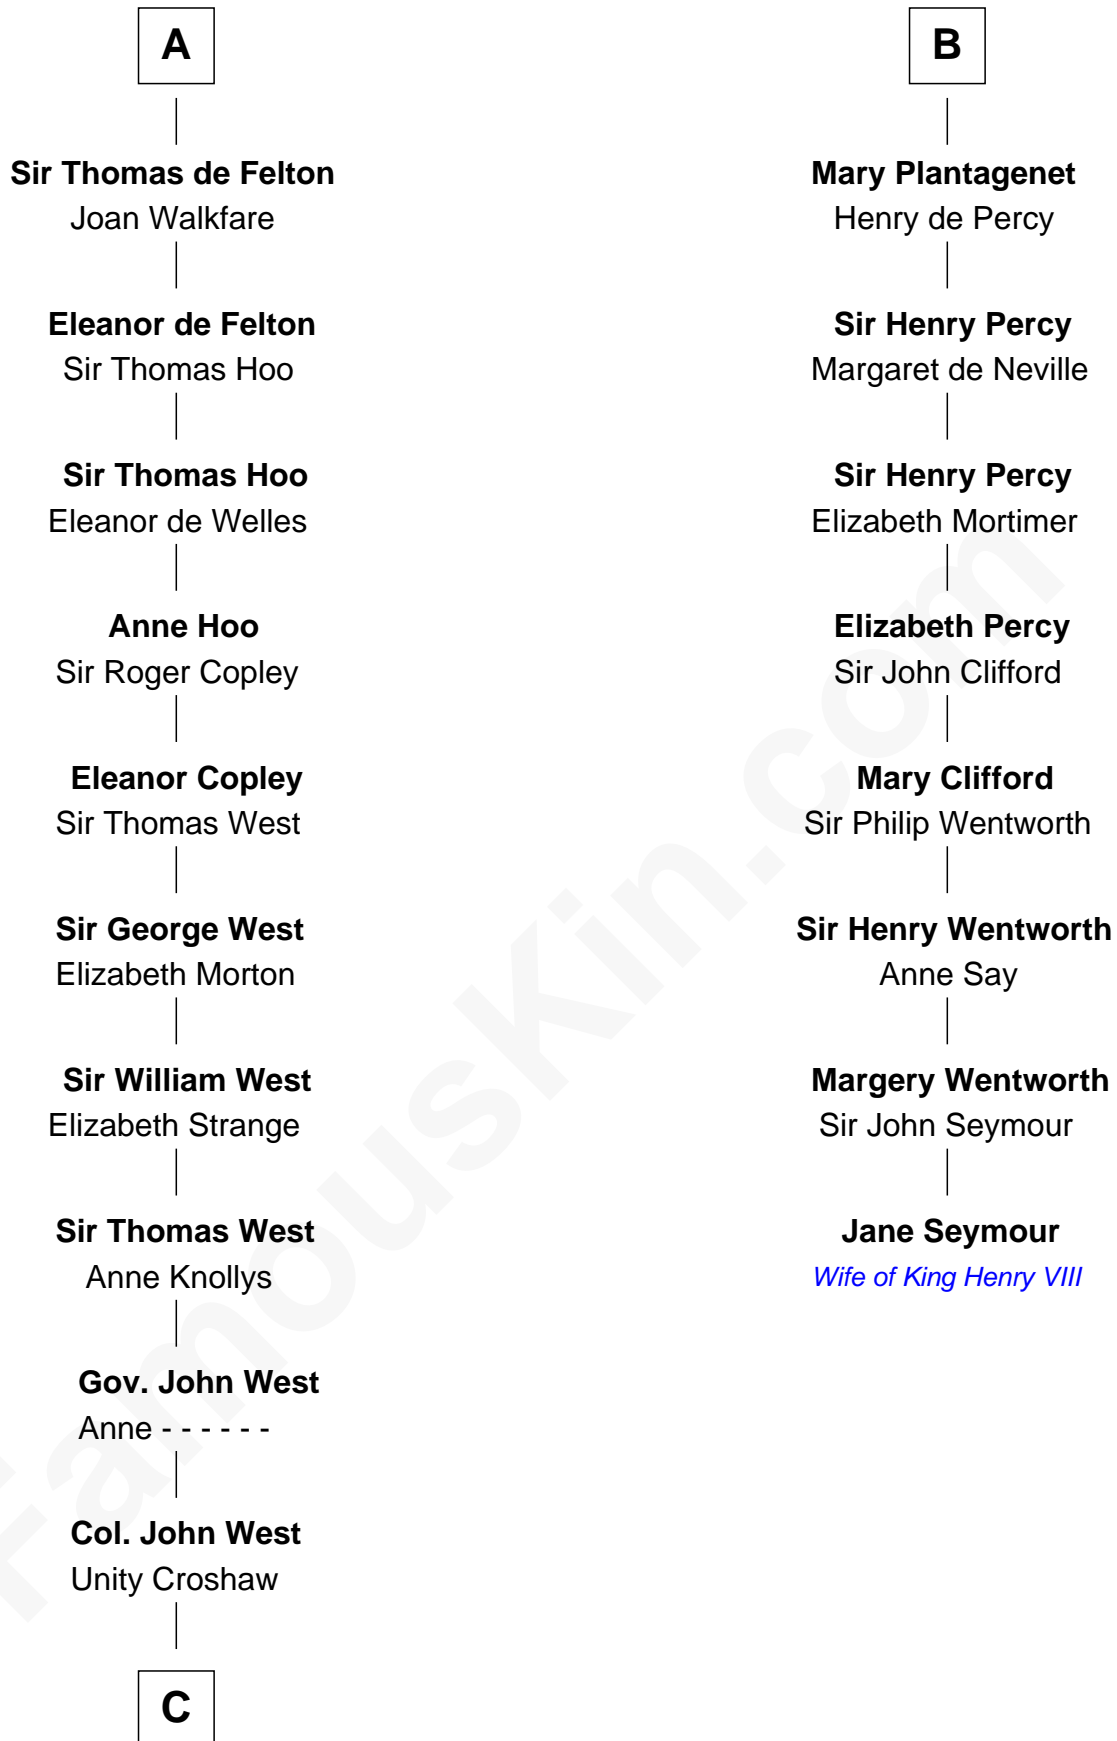 A
Sir Thomas de Felton
Joan Walkfare
Eleanor de Felton
Sir Thomas Hoo
Sir Thomas Hoo
Eleanor de Welles
Anne Hoo
Sir Roger Copley
Eleanor Copley
Sir Thomas West
Sir George West
Elizabeth Morton
Sir William West
Elizabeth Strange
Sir Thomas West
Anne Knollys
Gov. John West
Anne - - - - - -
Col. John West
Unity Croshaw
C
B
Mary Plantagenet
Henry de Percy
Sir Henry Percy
Margaret de Neville
Sir Henry Percy
Elizabeth Mortimer
Elizabeth Percy
Sir John Clifford
Mary Clifford
Sir Philip Wentworth
Sir Henry Wentworth
Anne Say
Margery Wentworth
Sir John Seymour
Jane Seymour
Wife of King Henry VIII
FamousKin.com